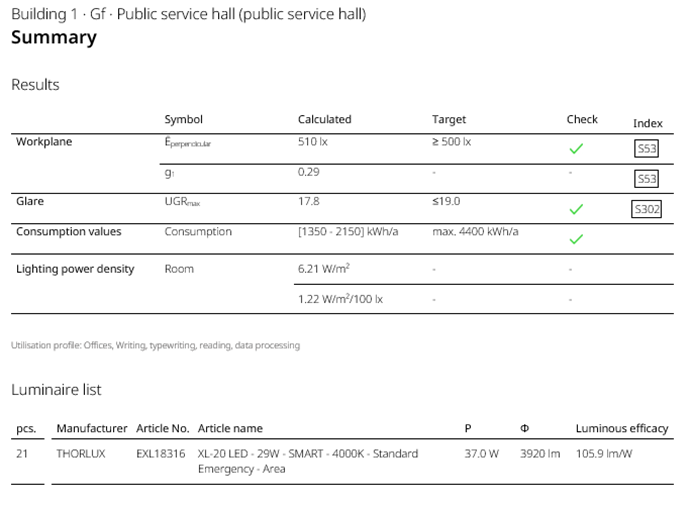 Building 1 · Gf · Public service hall (public service hall)
Summary
Results
Symbol Calculated Target Check Index
Workplane Ēperpendicular 510 lx ≥ 500 lx ✓ S53
g₁ 0.29 - - S53
Glare UGRmax 17.8 ≤19.0 ✓ S302
Consumption values Consumption [1350 - 2150] kWh/a max. 4400 kWh/a ✓
Lighting power density Room 6.21 W/m² - -
1.22 W/m²/100 lx - -
Utilisation profile: Offices, Writing, typewriting, reading, data processing
Luminaire list
pcs. Manufacturer Article No. Article name P Φ Luminous efficacy
21 THORLUX EXL18316 XL-20 LED - 29W - SMART - 4000K - Standard 37.0 W 3920 lm 105.9 lm/W
Emergency - Area